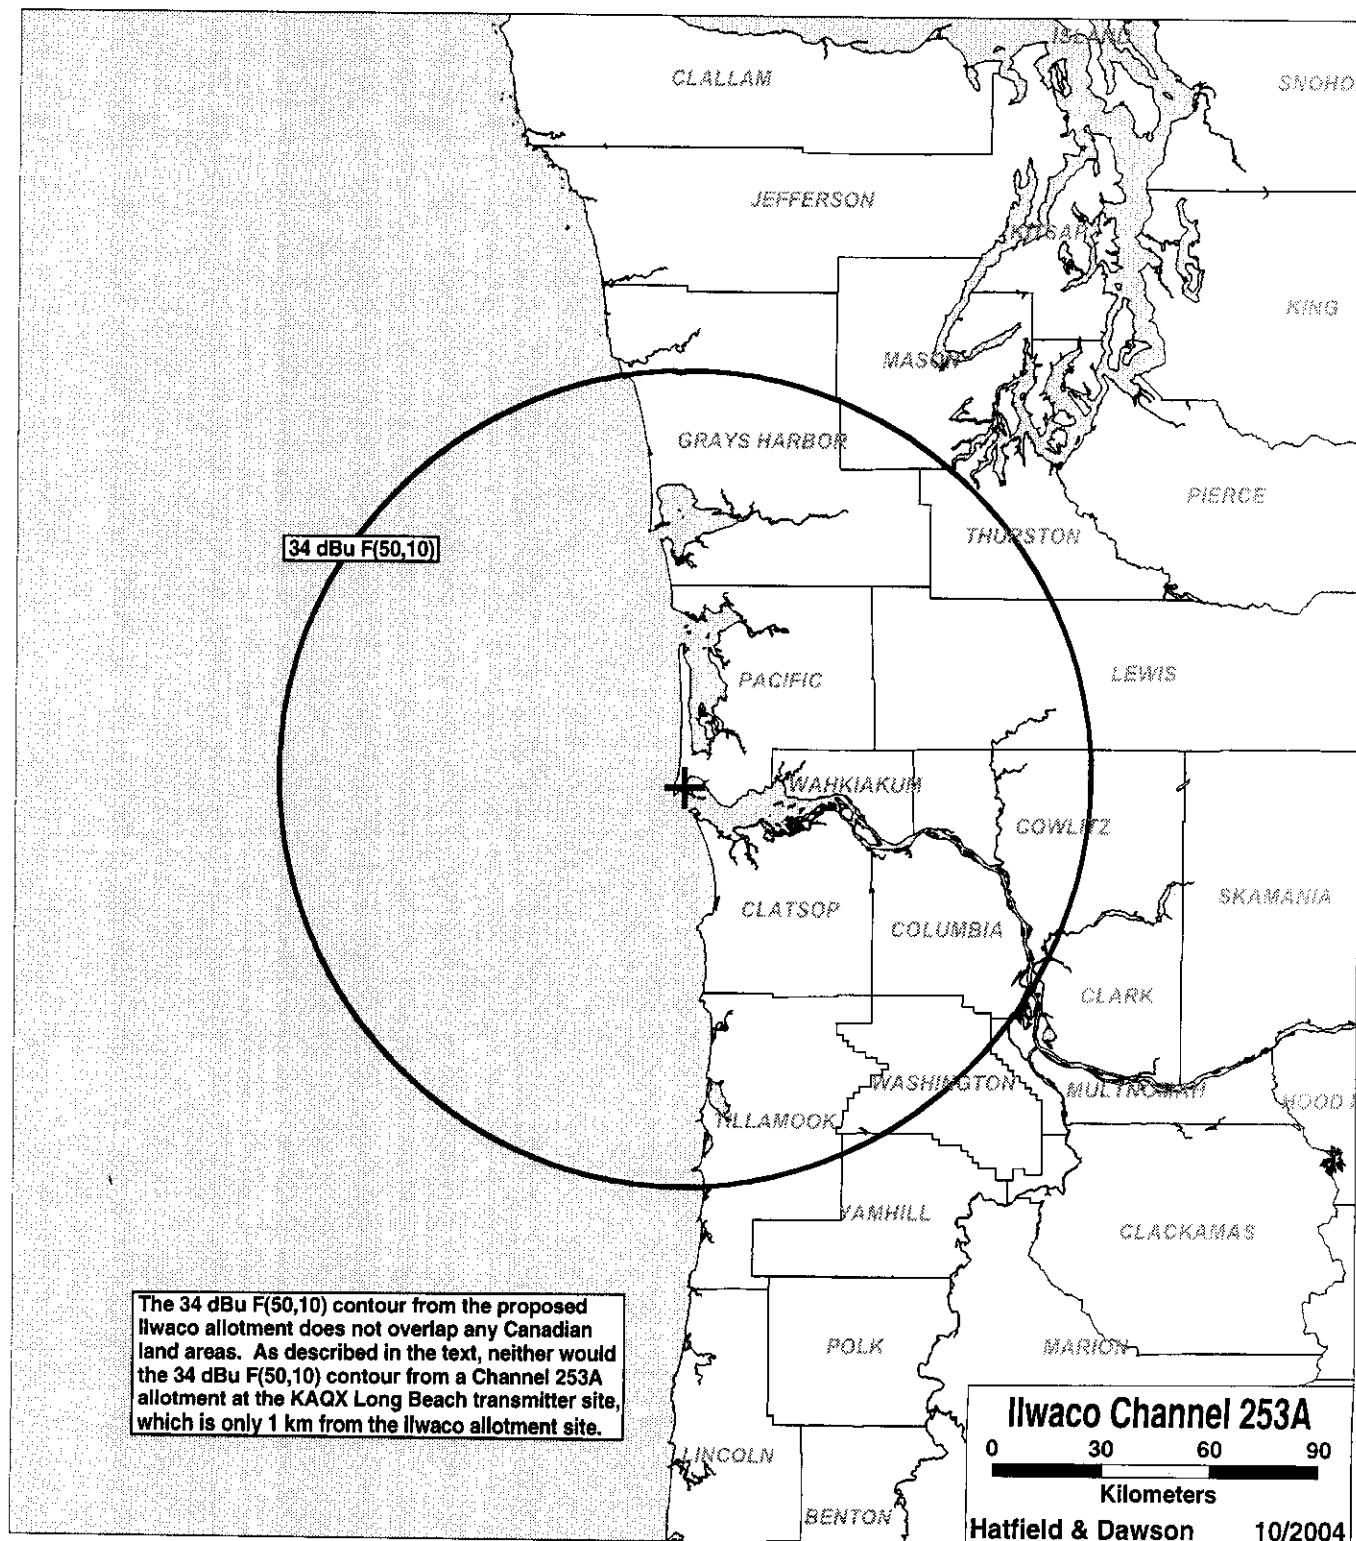 ISLAND
CLALLAM
SNOHO
JEFFERSON
KITSAP
KING
MASON
GRAYS HARBOR
PIERCE
THURSTON
34 dBu F(50,10)
LEWIS
PACIFIC
WAHKIAKUM
COWLITZ
SKAMANIA
CLATSOP
COLUMBIA
CLARK
WASHINGTON
MULTNOMAH
HOOD
TILLAMOOK
YAMHILL
CLACKAMAS
The 34 dBu F(50,10) contour from the proposed
Ilwaco allotment does not overlap any Canadian
land areas. As described in the text, neither would
the 34 dBu F(50,10) contour from a Channel 253A
allotment at the KAQX Long Beach transmitter site,
which is only 1 km from the Ilwaco allotment site.
POLK
MARION
LINCOLN
BENTON
Ilwaco Channel 253A
0 30 60 90
Kilometers
Hatfield & Dawson 10/2004